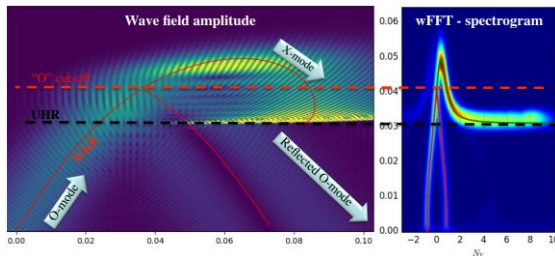 Wave field amplitude
wFFT - spectrogram
0.06
0.05
X-mode
"O" cut-off
0.04
UHR
0.03
WKB
0.02
O-mode
Reflected O-mode
0.01
0.00
0.00 0.02 0.04 0.06 0.08 0.10
−2 0 2 4 6 8 10